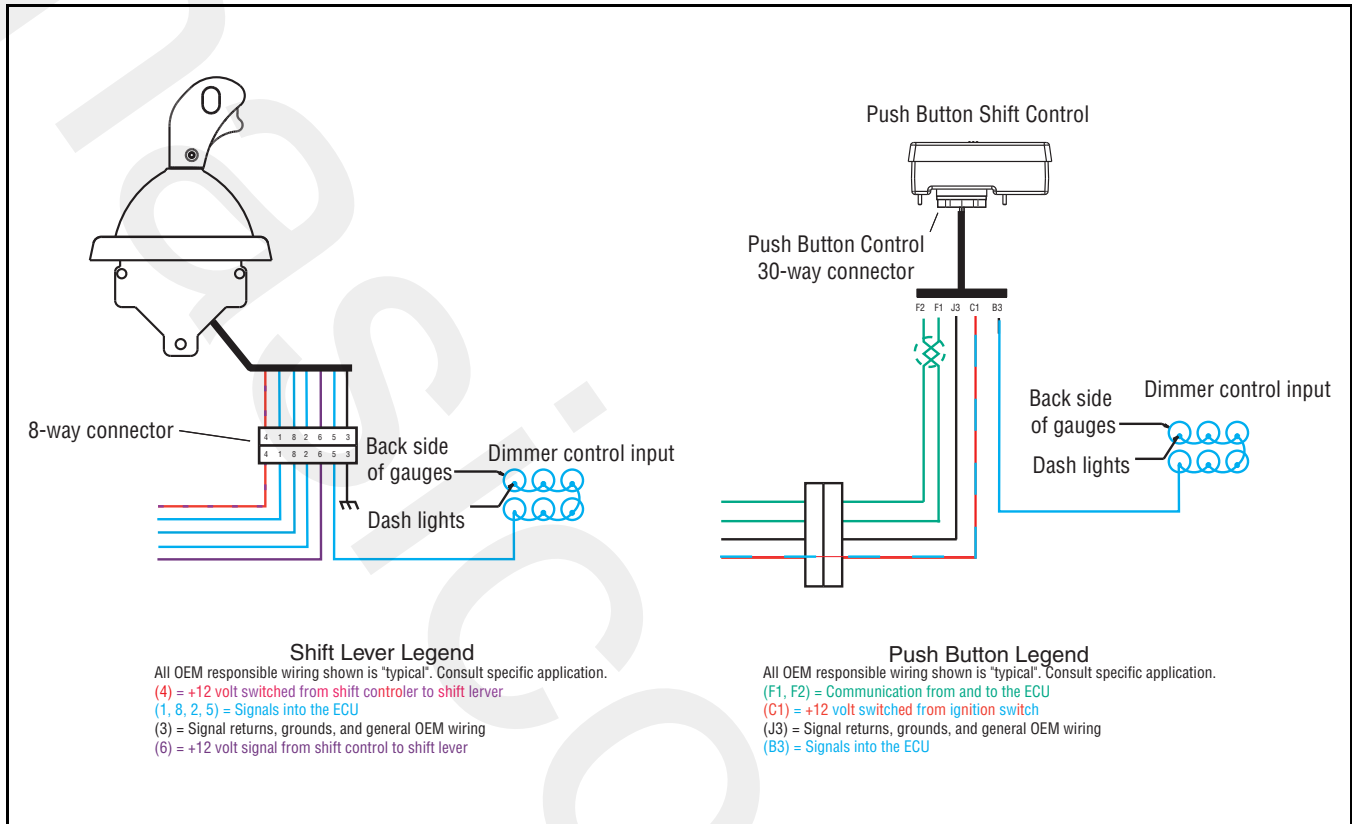 Push Button Shift Control
Push Button Control
30-way connector
F2 F1 J3 C1 B3
8-way connector
4 1 8 2 6 5 3
4 1 8 2 6 5 3
Back side
of gauges
Dimmer control input
Dash lights
Back side
of gauges
Dimmer control input
Dash lights
Shift Lever Legend
All OEM responsible wiring shown is "typical". Consult specific application.
(4) = +12 volt switched from shift controler to shift lerver
(1, 8, 2, 5) = Signals into the ECU
(3) = Signal returns, grounds, and general OEM wiring
(6) = +12 volt signal from shift control to shift lever
Push Button Legend
All OEM responsible wiring shown is "typical". Consult specific application.
(F1, F2) = Communication from and to the ECU
(C1) = +12 volt switched from ignition switch
(J3) = Signal returns, grounds, and general OEM wiring
(B3) = Signals into the ECU